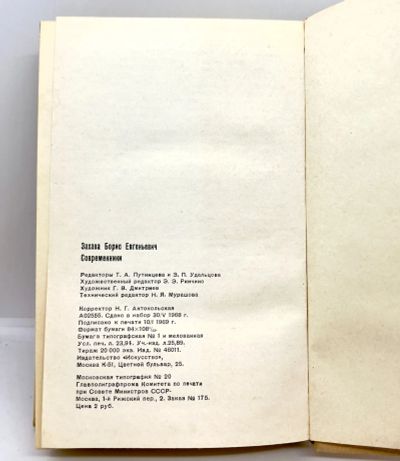 Захава Борис Евгеньевич
Современники
Редакторы Т. А. Путинцева и З. П. Удальцова
Художественный редактор Э. Э. Ринчино
Художник Г. В. Дмитриев
Технический редактор Н. Я. Мурашова
Корректор Н. Г. Антокольская
А02555. Сдано в набор 30/V 1968 г.
Подписано к печати 10/I 1969 г.
Формат бумаги 84×108¹/₃₂
Бумага типографская № 1 и мелованная
Усл. печ. л. 23,94. Уч.-изд. л.25,89.
Тираж 20 000 экз. Изд. № 46011.
Издательство «Искусство»,
Москва К-51, Цветной бульвар, 25.
Московская типография № 20
Главполиграфпрома Комитета по печати
при Совете Министров СССР
Москва, 1-й Рижский пер., 2. Заказ № 175.
Цена 2 руб.